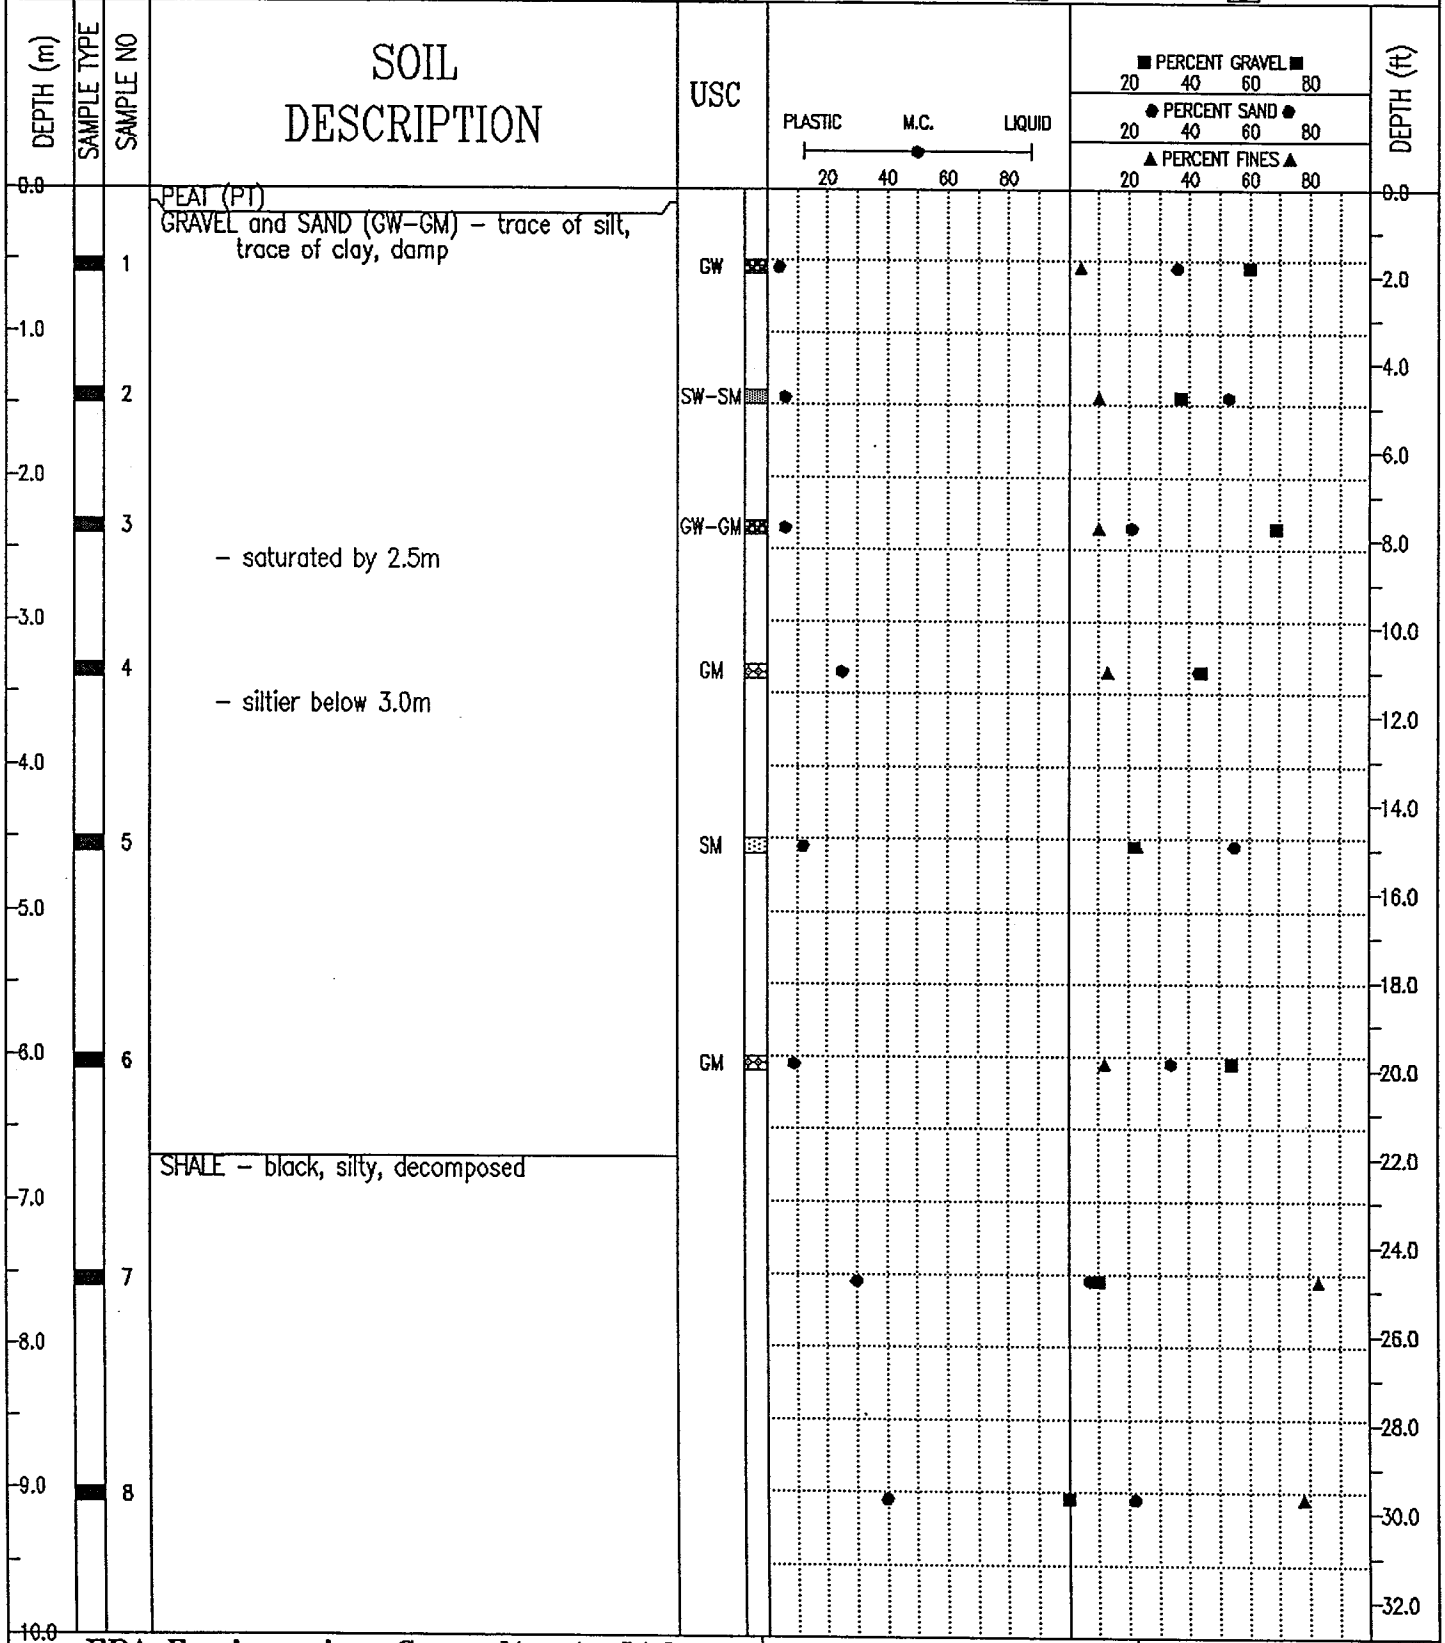 DEPTH (m)
SAMPLE TYPE
SAMPLE NO
SOIL
DESCRIPTION
USC
PLASTIC M.C. LIQUID
20 40 60 80
■ PERCENT GRAVEL ■
20 40 60 80
● PERCENT SAND ●
20 40 60 80
▲ PERCENT FINES ▲
20 40 60 80
DEPTH (ft)
0.0
PEAT (PT)
0.0
GRAVEL and SAND (GW-GM) - trace of silt,
trace of clay, damp
1
GW
2.0
1.0
4.0
2
SW-SM
6.0
2.0
3
GW-GM
8.0
- saturated by 2.5m
3.0
10.0
4
GM
- siltier below 3.0m
12.0
4.0
14.0
5
SM
16.0
5.0
18.0
6.0
6
GM
20.0
SHALE - black, silty, decomposed
22.0
7.0
24.0
7
8.0
26.0
28.0
9.0
8
30.0
32.0
10.0